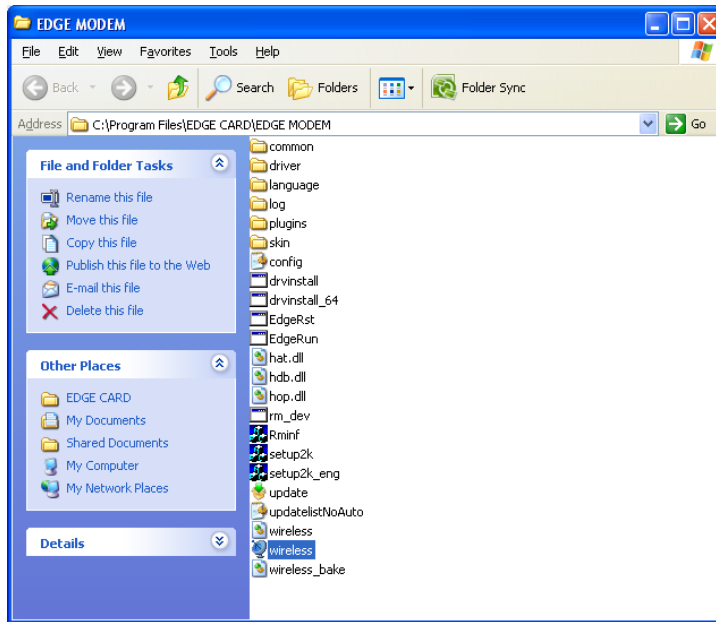 EDGE MODEM
File Edit View Favorites Tools Help
Back Search Folders Folder Sync
Address C:\Program Files\EDGE CARD\EDGE MODEM Go
File and Folder Tasks
Rename this file
Move this file
Copy this file
Publish this file to the Web
E-mail this file
Delete this file
Other Places
EDGE CARD
My Documents
Shared Documents
My Computer
My Network Places
Details
common
driver
language
log
plugins
skin
config
drvinstall
drvinstall_64
EdgeRst
EdgeRun
hat.dll
hdb.dll
hop.dll
rm_dev
Rminf
setup2k
setup2k_eng
update
updatelistNoAuto
wireless
wireless
wireless_bake